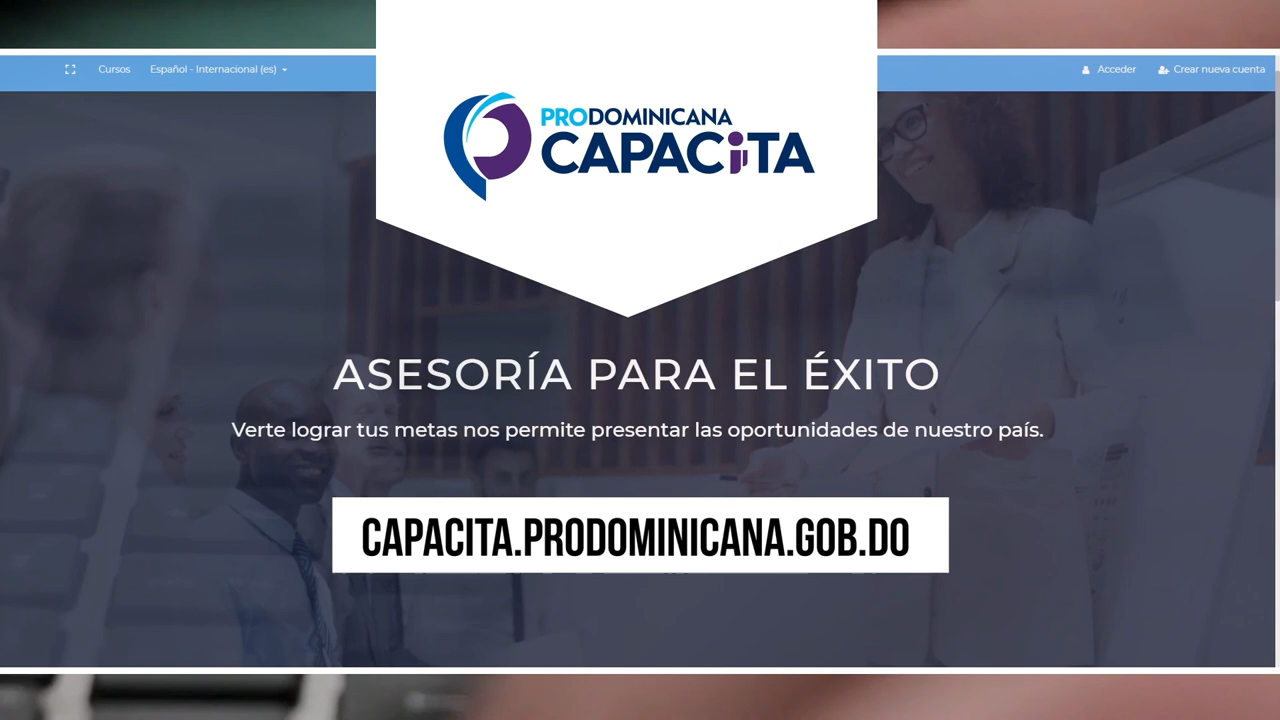 Cursos Español - Internacional (es) Acceder Crear nueva cuenta
PRODOMINICANA
CAPACiTA
ASESORÍA PARA EL ÉXITO
Verte lograr tus metas nos permite presentar las oportunidades de nuestro país.
CAPACITA.PRODOMINICANA.GOB.DO